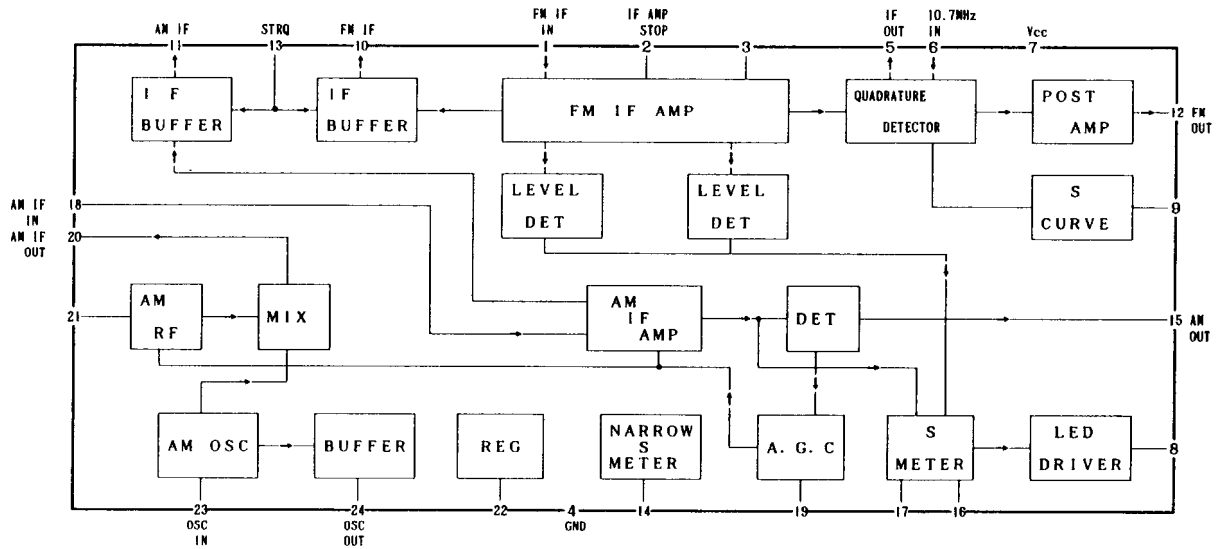 AM IF STRQ FM IF FM IF IN IF AMP STOP IF OUT 10.7MHz IN Vcc
11 13 10 1 2 3 5 6 7
IF BUFFER
IF BUFFER
FM IF AMP
QUADRATURE DETECTOR
POST AMP
12 FM OUT
LEVEL DET
LEVEL DET
S CURVE
9
AM IF IN 18
AM IF OUT 20
21
AM RF
MIX
AM IF AMP
DET
15 AM OUT
AM OSC
BUFFER
REG
NARROW S METER
A.G.C
S METER
LED DRIVER
8
23 24 22 4 14 19 17 16
OSC IN OSC OUT GND